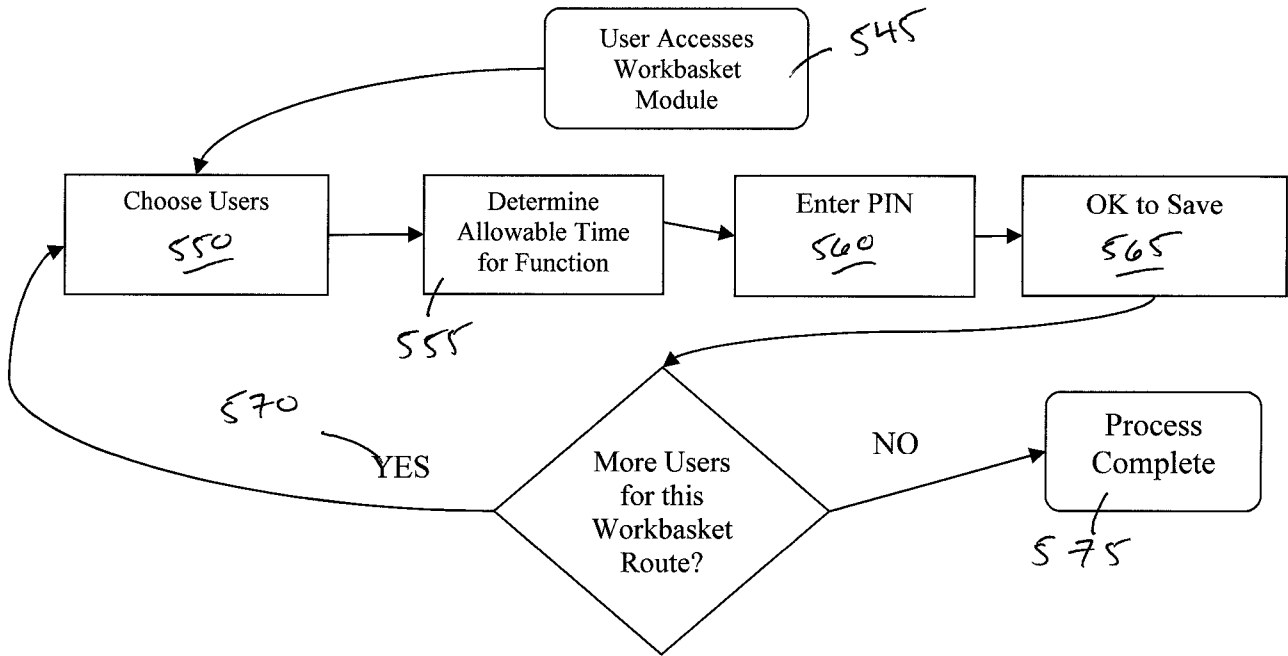 User Accesses
Workbasket
Module
545
Choose Users
550
Determine
Allowable Time
for Function
555
Enter PIN
560
OK to Save
565
570
YES
More Users
for this
Workbasket
Route?
NO
Process
Complete
575